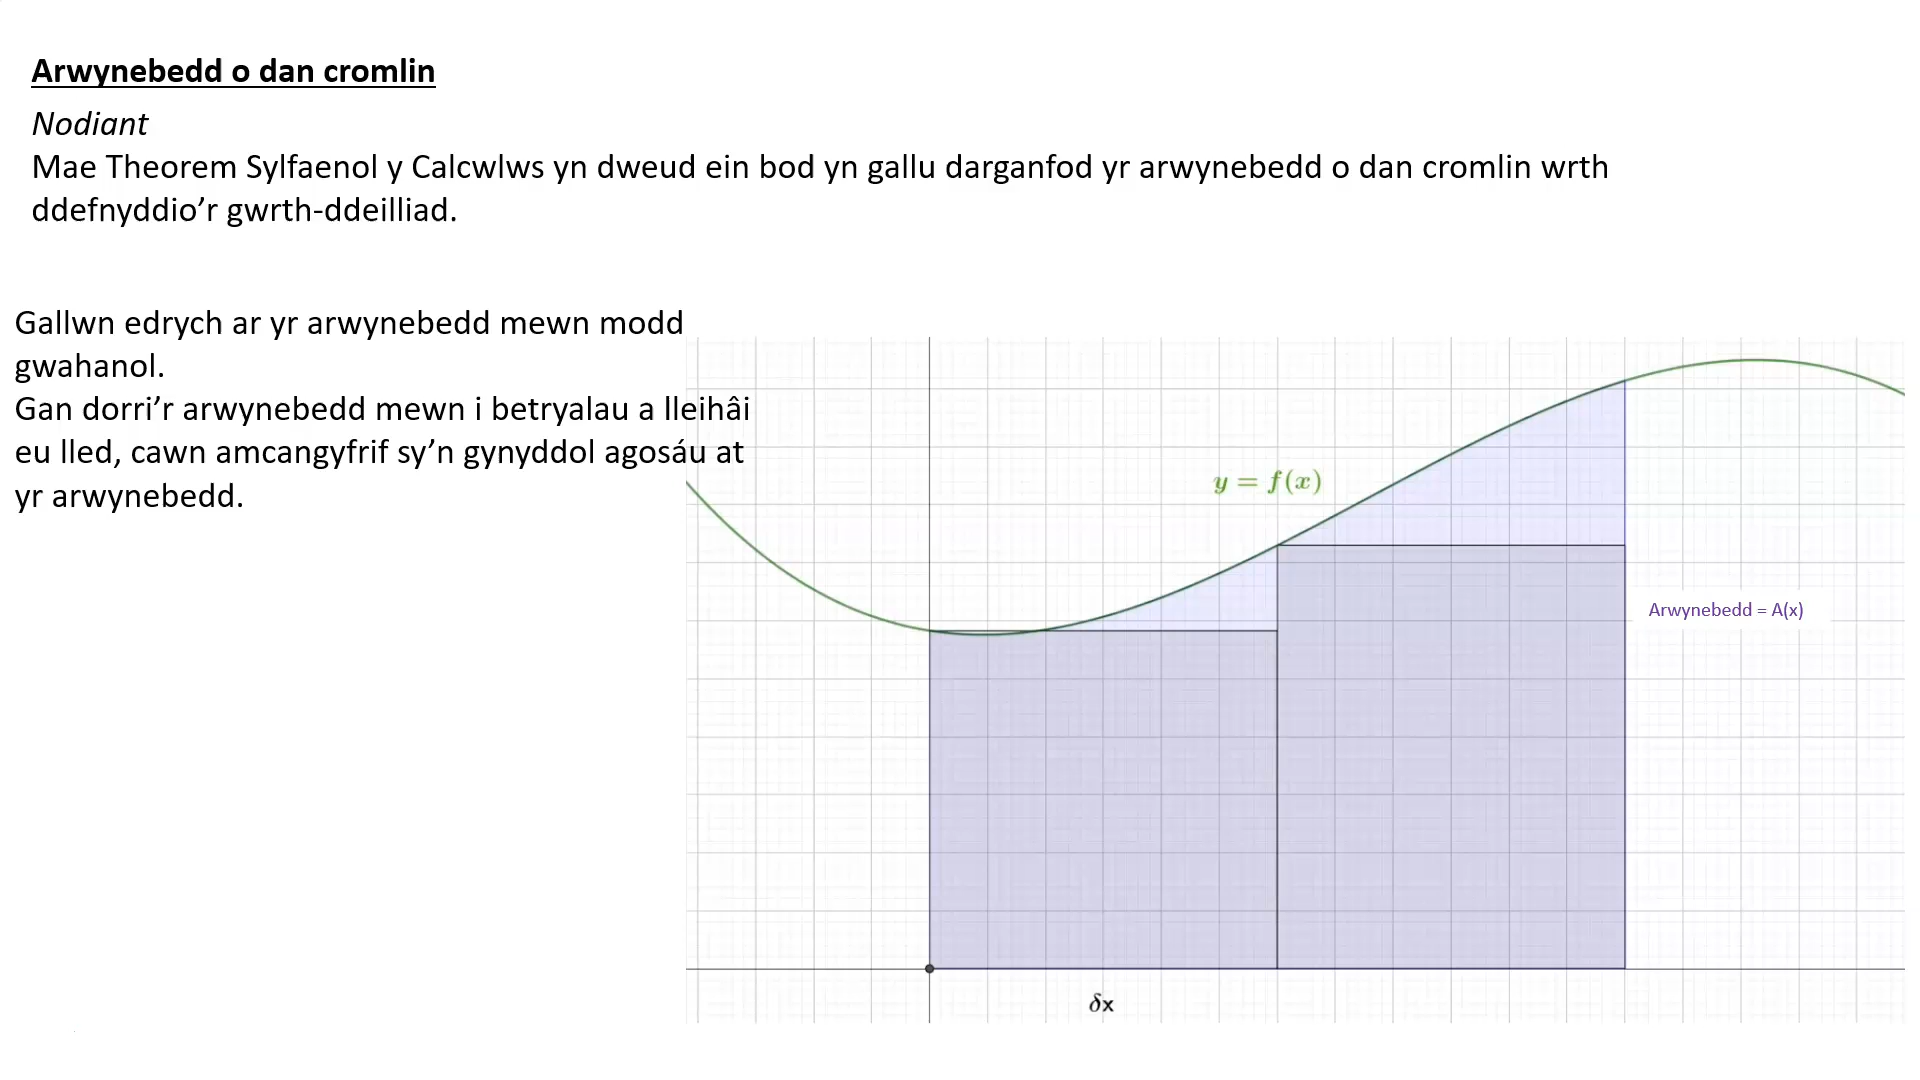 Arwynebedd o dan cromlin
Nodiant
Mae Theorem Sylfaenol y Calcwlws yn dweud ein bod yn gallu darganfod yr arwynebedd o dan cromlin wrth
ddefnyddio’r gwrth-ddeilliad.
Gallwn edrych ar yr arwynebedd mewn modd
gwahanol.
Gan dorri’r arwynebedd mewn i betryalau a lleihâi
eu lled, cawn amcangyfrif sy’n gynyddol agosáu at
yr arwynebedd.
y = f(x)
Arwynebedd = A(x)
δx